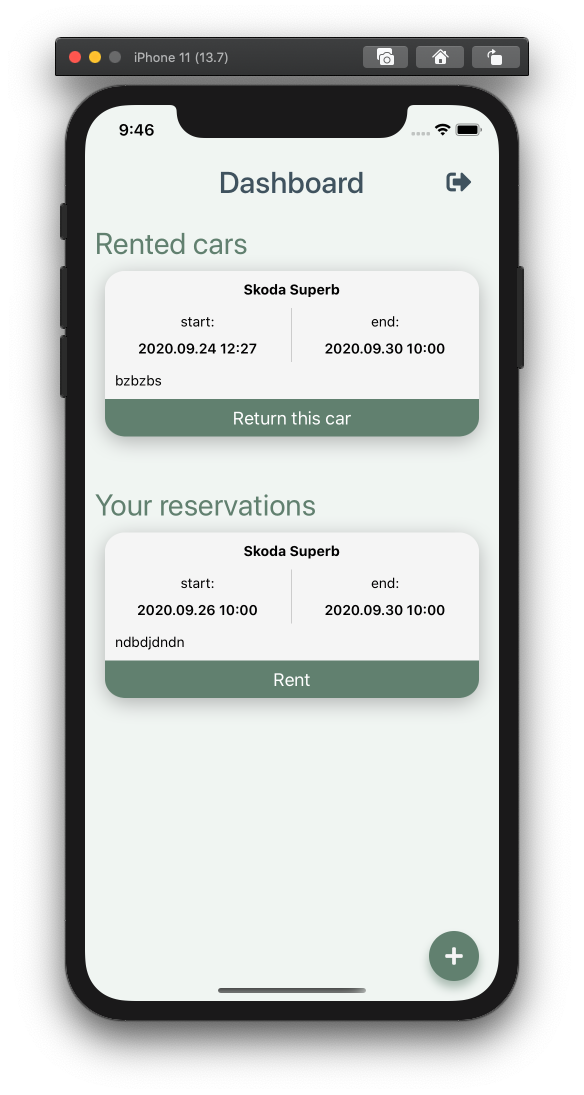 iPhone 11 (13.7)
9:46
Dashboard
Rented cars
Skoda Superb
start: end:
2020.09.24 12:27 2020.09.30 10:00
bzbzbs
Return this car
Your reservations
Skoda Superb
start: end:
2020.09.26 10:00 2020.09.30 10:00
ndbdjdndn
Rent